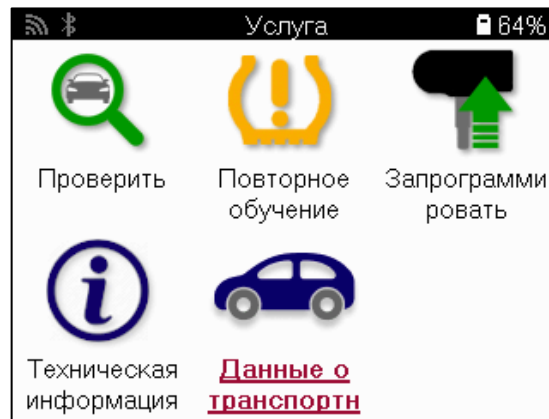 Услуга 64%
Проверить
Повторное
обучение
Запрограмми
ровать
Техническая
информация
Данные о
транспортн